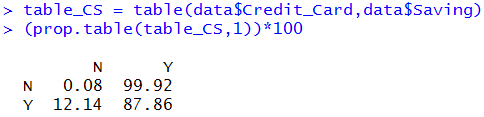 > table_CS = table(data$Credit_Card,data$Saving)
> (prop.table(table_CS,1))*100
N Y
N 0.08 99.92
Y 12.14 87.86